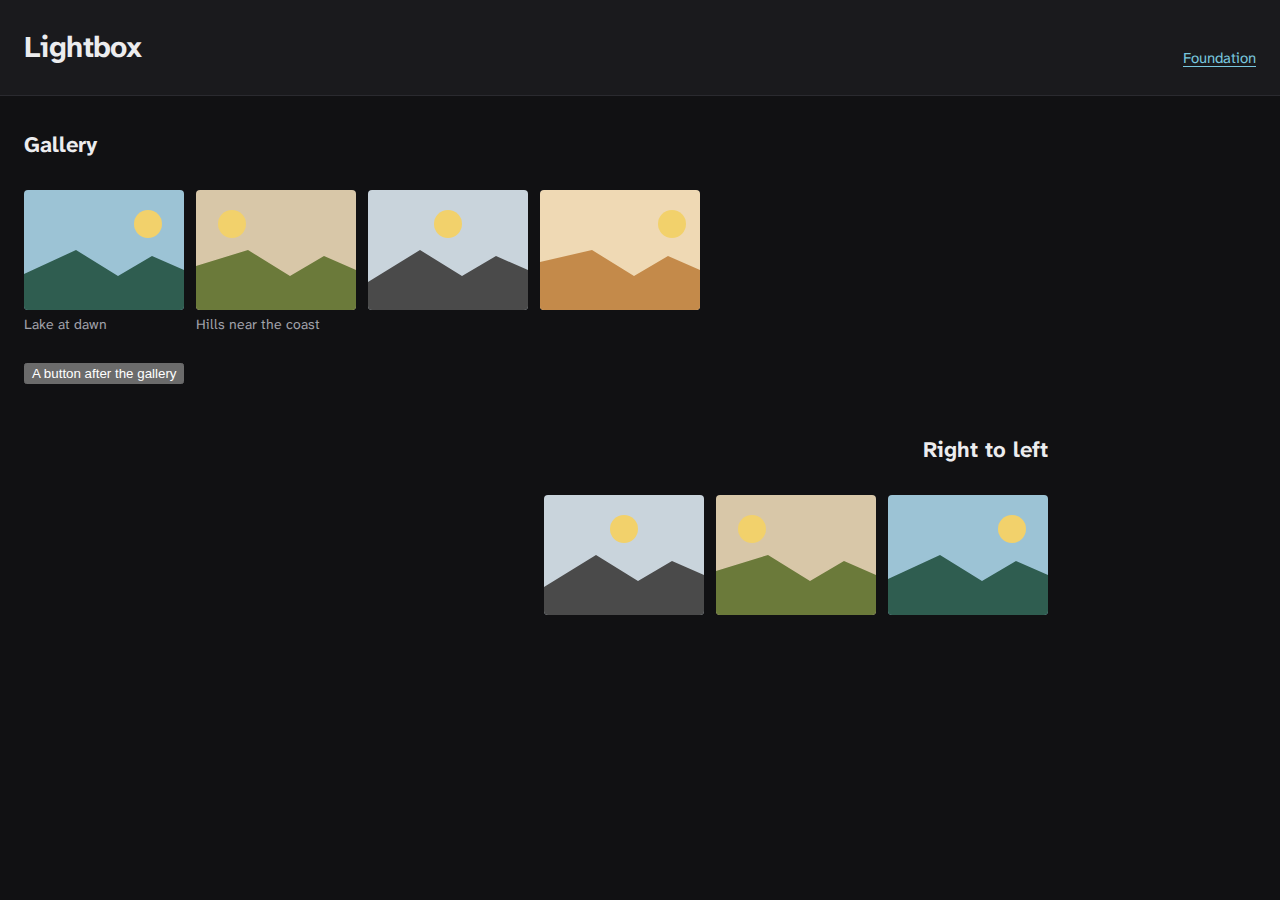 Lightbox
Foundation
Gallery
Lake at dawn
Hills near the coast
A button after the gallery
Right to left